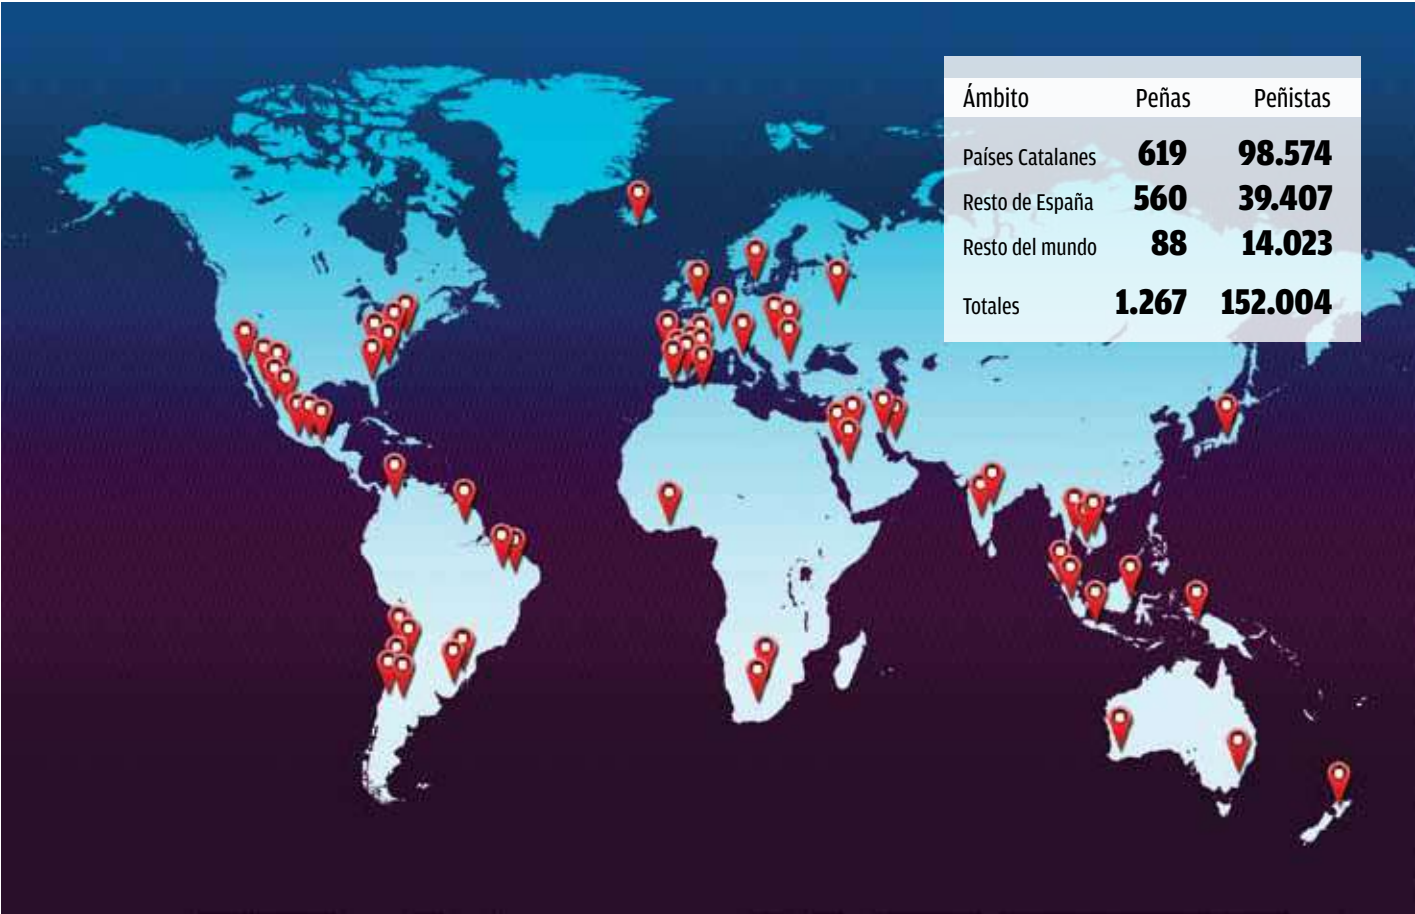 Ámbito Peñas Peñistas
Países Catalanes 619 98.574
Resto de España 560 39.407
Resto del mundo 88 14.023
Totales 1.267 152.004